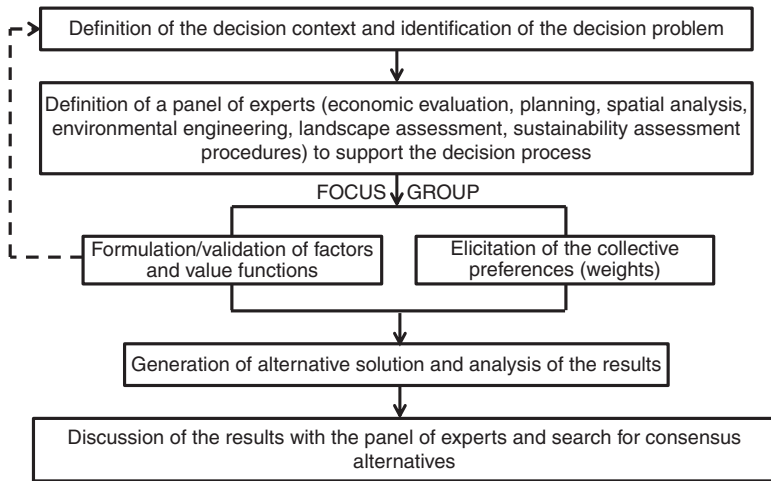 Definition of the decision context and identification of the decision problem
Definition of a panel of experts (economic evaluation, planning, spatial analysis,
environmental engineering, landscape assessment, sustainability assessment
procedures) to support the decision process
FOCUS GROUP
Formulation/validation of factors
and value functions
Elicitation of the collective
preferences (weights)
Generation of alternative solution and analysis of the results
Discussion of the results with the panel of experts and search for consensus
alternatives